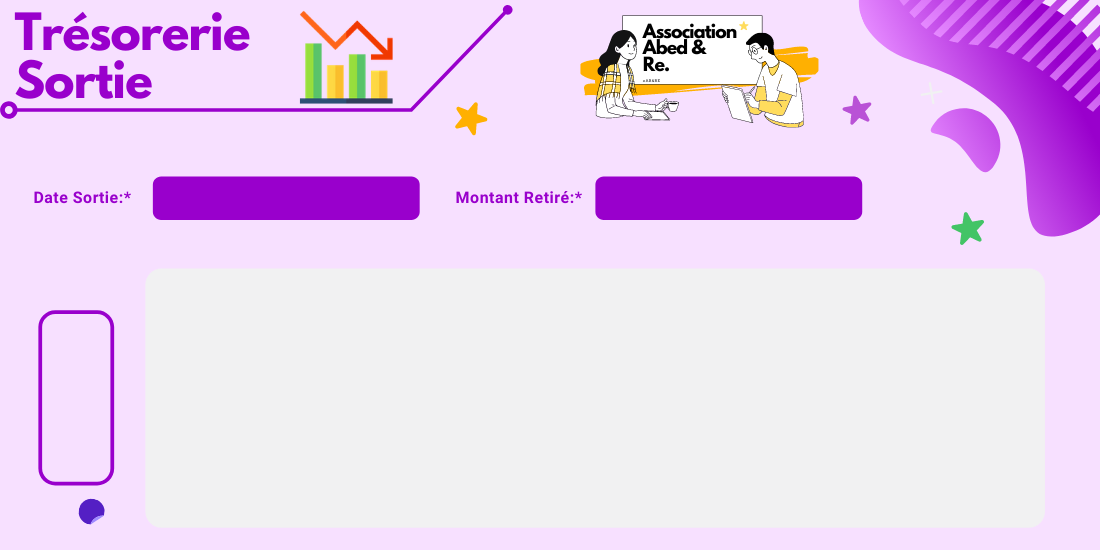 Trésorerie
Sortie
Association
Abed &
Re.
Date Sortie:*
Montant Retiré:*